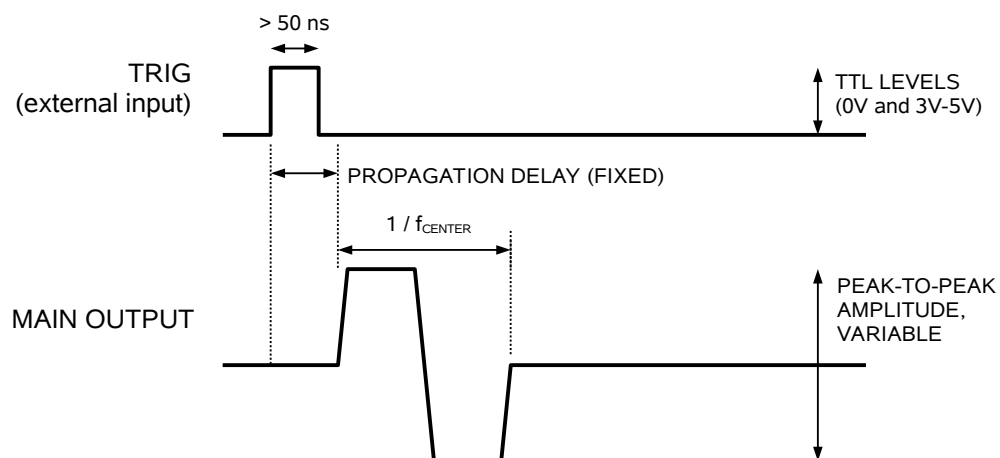 > 50 ns
TRIG
(external input)
TTL LEVELS
(0V and 3V-5V)
PROPAGATION DELAY (FIXED)
1 / fCENTER
MAIN OUTPUT
PEAK-TO-PEAK
AMPLITUDE,
VARIABLE